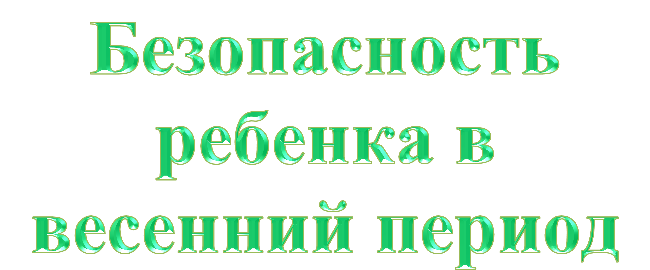 Безопасность
ребенка в
весенний период